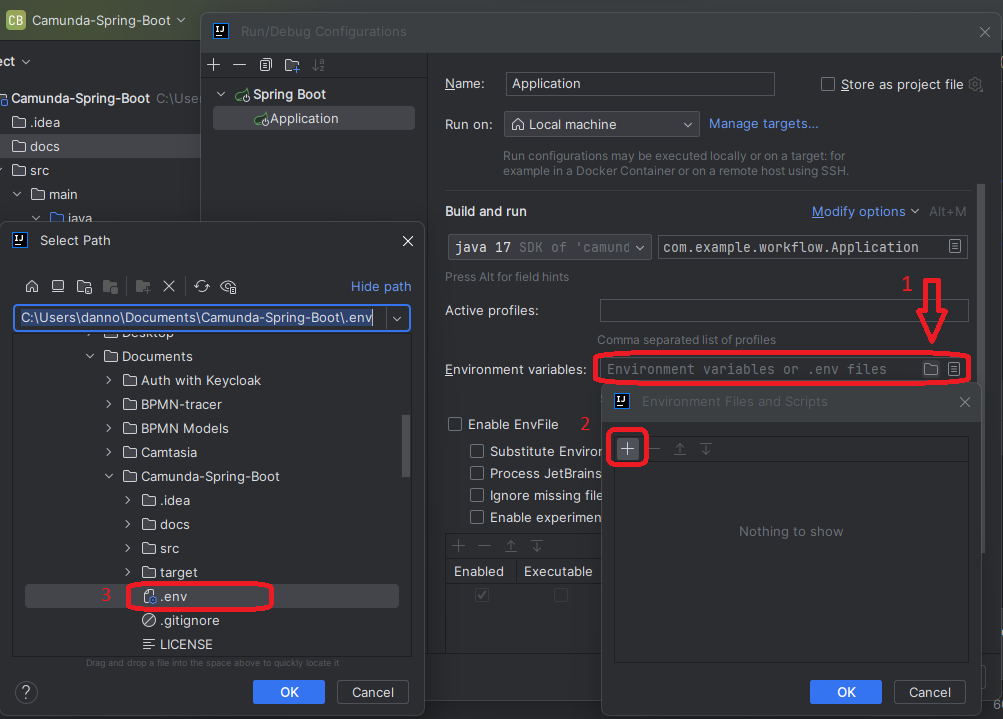 CB Camunda-Spring-Boot
Run/Debug Configurations
ect
Camunda-Spring-Boot C:\Use
.idea
docs
src
main
java
Spring Boot
Application
Name: Application
Store as project file
Run on: Local machine Manage targets...
Run configurations may be executed locally or on a target: for
example in a Docker Container or on a remote host using SSH.
Build and run
Modify options Alt+M
java 17 SDK of 'camund com.example.workflow.Application
Press Alt for field hints
Active profiles:
1
Comma separated list of profiles
Environment variables: Environment variables or .env files
Enable EnvFile
2
Substitute Enviror
Process JetBrains
Ignore missing file
Enable experimen
Enabled Executable
Select Path
Hide path
C:\Users\danno\Documents\Camunda-Spring-Boot\.env
Desktop
Documents
Auth with Keycloak
BPMN-tracer
BPMN Models
Camtasia
Camunda-Spring-Boot
.idea
docs
src
target
3 .env
.gitignore
LICENSE
Drag and drop a file into the space above to quickly locate it
? OK Cancel
Environment Files and Scripts
Nothing to show
OK Cancel